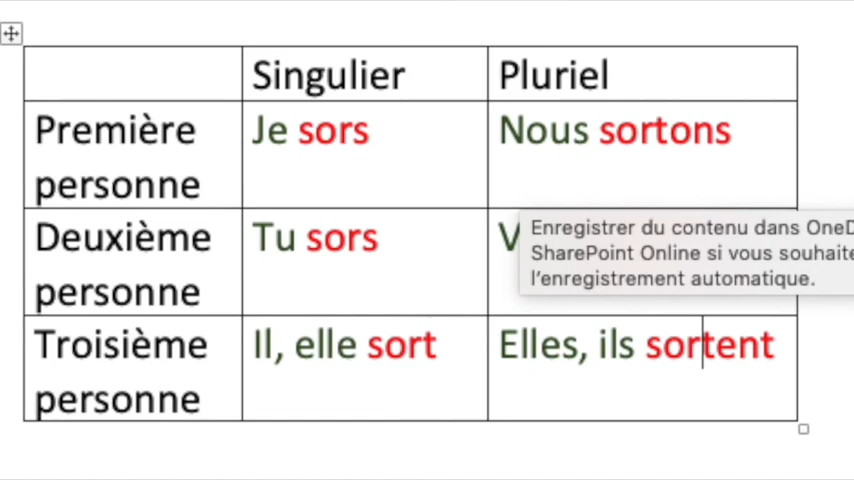 Singulier Pluriel
Première personne Je sors Nous sortons
Deuxième personne Tu sors V
Enregistrer du contenu dans OneD
SharePoint Online si vous souhaite
l'enregistrement automatique.
Troisième personne Il, elle sort Elles, ils sortent